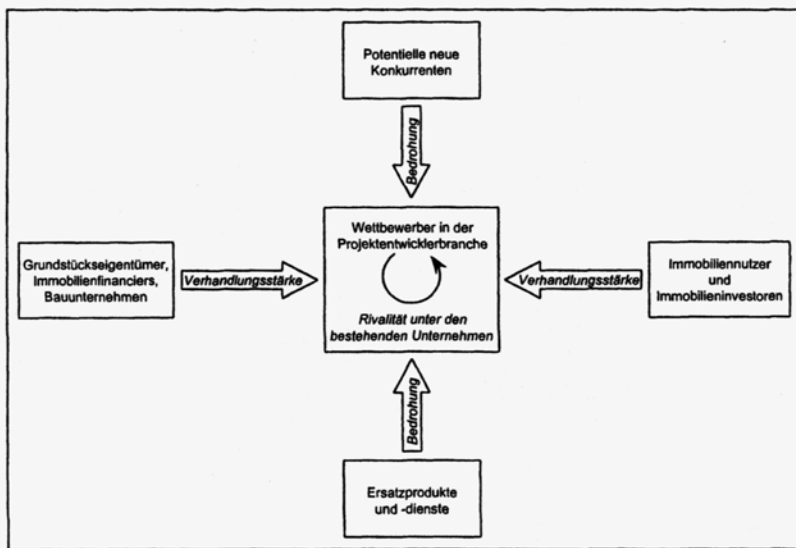 Potentielle neue
Konkurrenten
Bedrohung
Wettbewerber in der
Projektentwicklerbranche
Grundstückseigentümer,
Immobilienfinanciers,
Bauunternehmen
Verhandlungsstärke
Verhandlungsstärke
Immobiliennutzer
und
Immobilieninvestoren
Rivalität unter den
bestehenden Unternehmen
Bedrohung
Ersatzprodukte
und -dienste